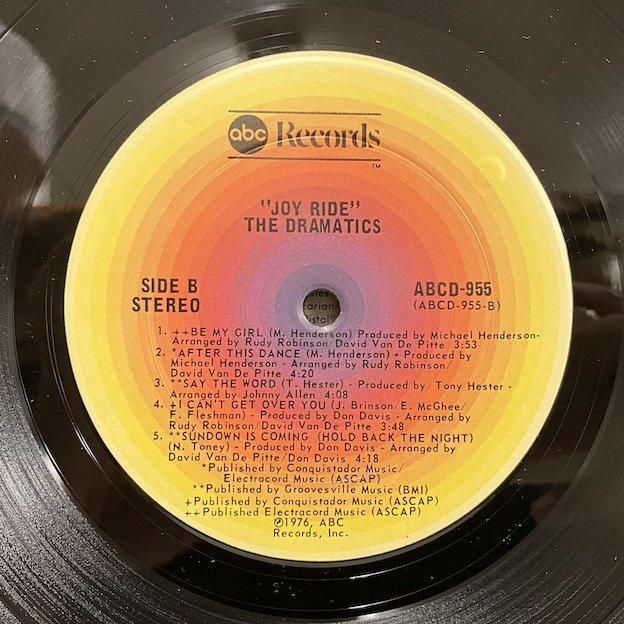 abc Records
TM
"JOY RIDE"
THE DRAMATICS
SIDE B
STEREO
ABCD-955
(ABCD-955-B)
1. ++BE MY GIRL (M. Henderson) Produced by Michael Henderson-
Arranged by Rudy Robinson/David Van De Pitte 3:53
2. *AFTER THIS DANCE (M. Henderson) - Produced by
Michael Henderson - Arranged by Rudy Robinson/
David Van De Pitte 4:20
3. **SAY THE WORD (T. Hester) - Produced by Tony Hester -
Arranged by Johnny Allen 4:08
4. +I CAN'T GET OVER YOU (J. Brinson/E. McGhee/
F. Fleshman) - Produced by Don Davis - Arranged by
Rudy Robinson/David Van De Pitte 3:48
5. **SUNDOWN IS COMING (HOLD BACK THE NIGHT)
(N. Toney) - Produced by Don Davis - Arranged by
David Van De Pitte/Don Davis 4:18
*Published by Conquistador Music/
Electracord Music (ASCAP)
**Published by Groovesville Music (BMI)
+Published by Conquistador Music (ASCAP)
++Published Electracord Music (ASCAP)
℗1976, ABC
Records, Inc.